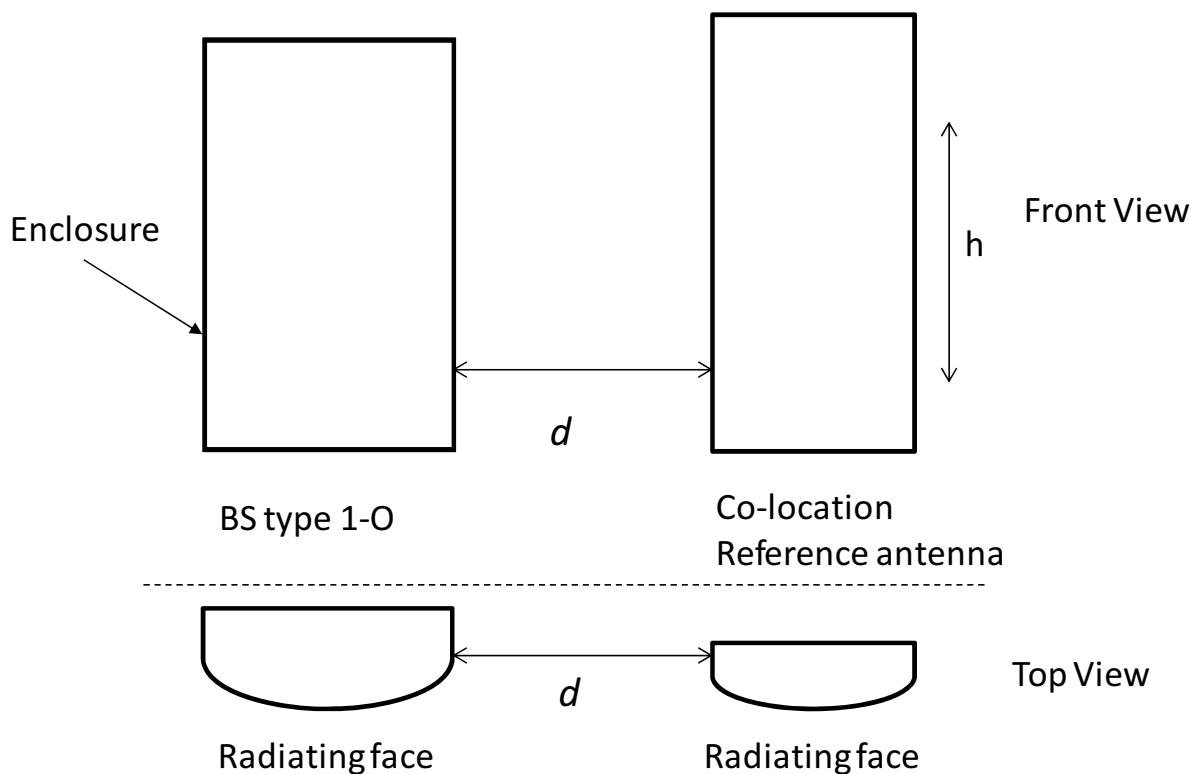 Enclosure
Front View
h
d
BS type 1-O
Co-location
Reference antenna
d
Top View
Radiating face
Radiating face